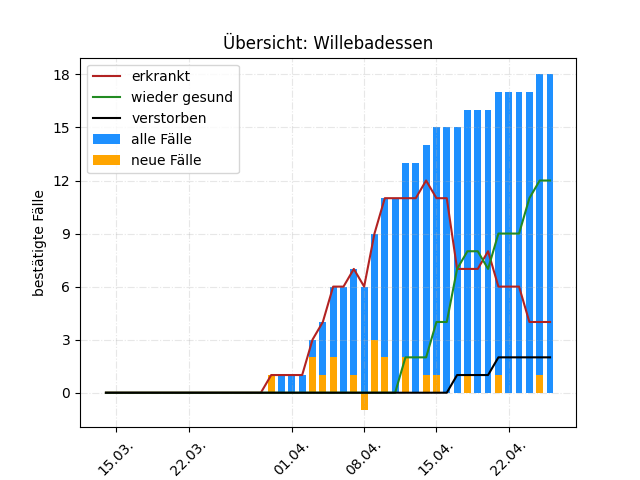 Übersicht: Willebadessen
erkrankt
wieder gesund
verstorben
alle Fälle
neue Fälle
bestätigte Fälle
18
15
12
9
6
3
0
15.03.
22.03.
01.04.
08.04.
15.04.
22.04.